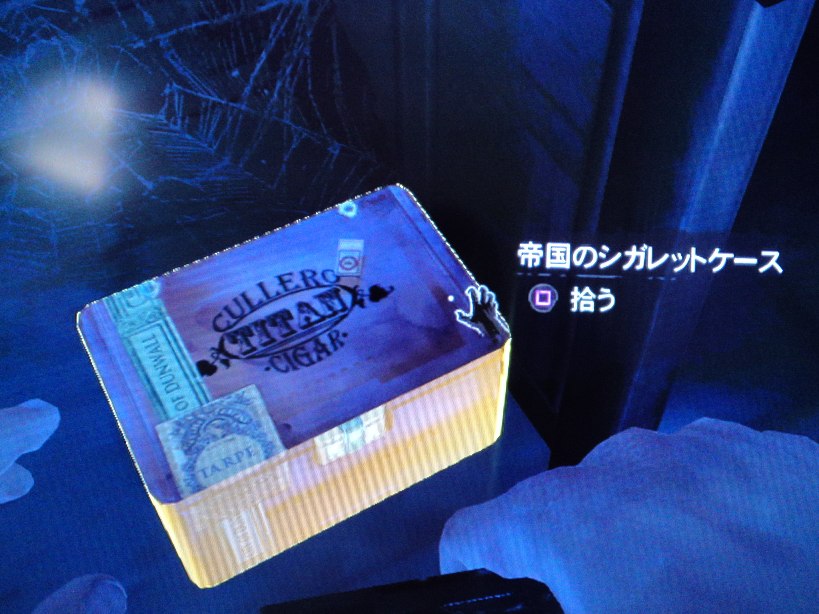 帝国のシガレットケース
拾う
CULLERO
TITAN
·CIGAR·
OF DUNWALL
TARPE